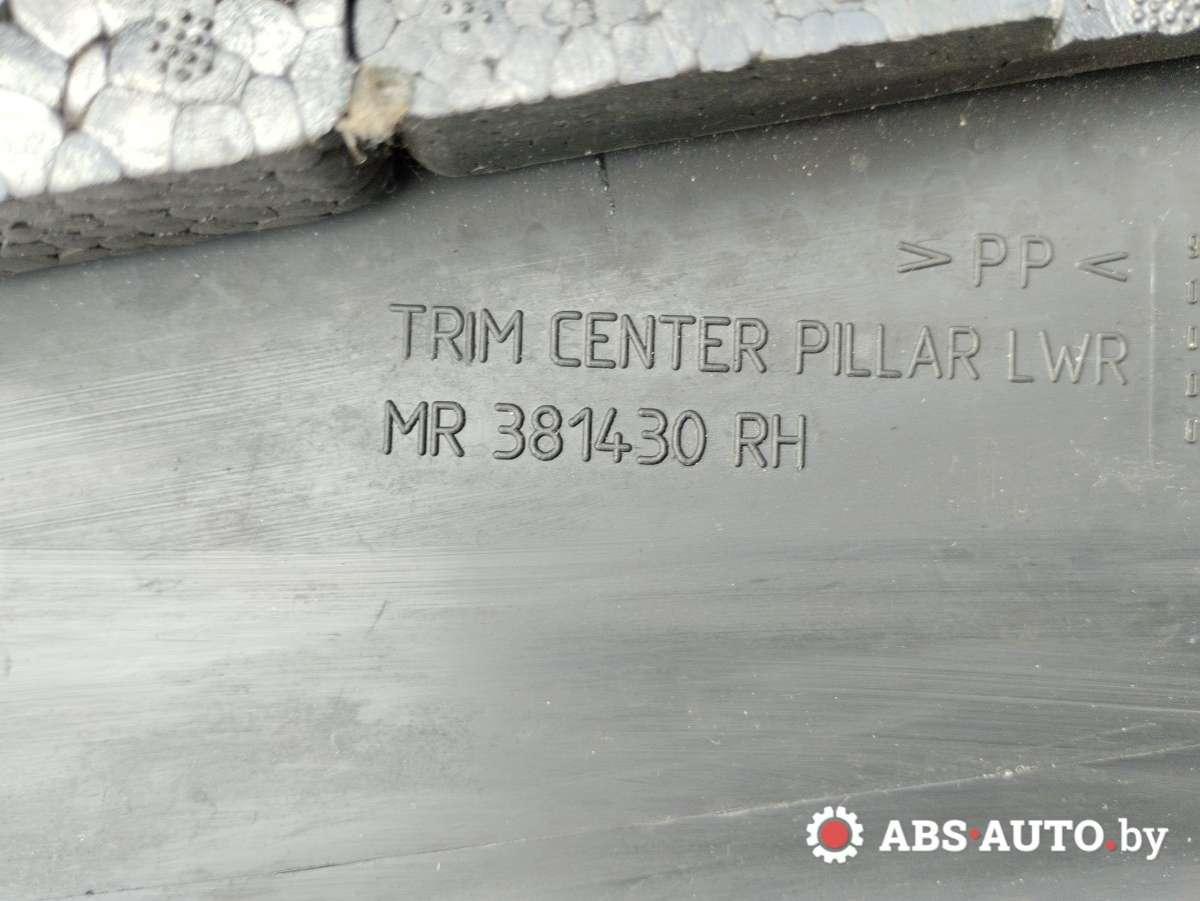 > PP <
TRIM CENTER PILLAR LWR
MR 381430 RH
ABS·AUTO.by